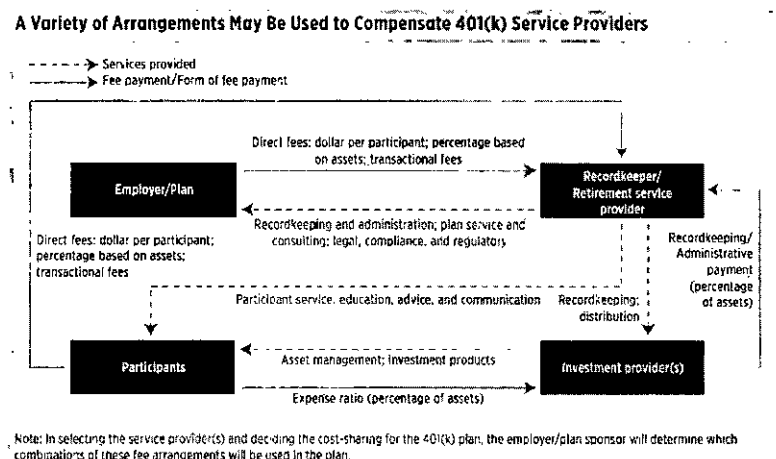 A Variety of Arrangements May Be Used to Compensate 401(k) Service Providers
Services provided
Fee payment/Form of fee payment
Direct fees: dollar per participant; percentage based
on assets; transactional fees
Employer/Plan
Recordkeeper/
Retirement service
provider
Recordkeeping and administration; plan service and
consulting; legal, compliance, and regulatory
Direct fees: dollar per participant;
percentage based on assets;
transactional fees
Recordkeeping/
Administrative
payment
(percentage
of assets)
Participant service, education, advice, and communication
Recordkeeping;
distribution
Participants
Asset management; investment products
Investment provider(s)
Expense ratio (percentage of assets)
Note: In selecting the service provider(s) and deciding the cost-sharing for the 401(k) plan, the employer/plan sponsor will determine which
combinations of these fee arrangements will be used in the plan.